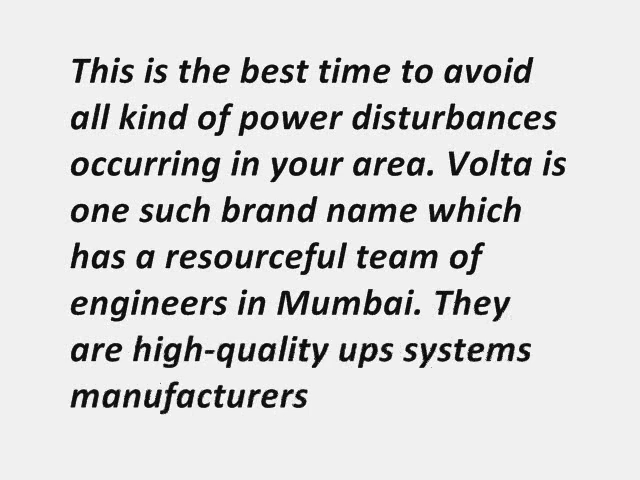 This is the best time to avoid
all kind of power disturbances
occurring in your area. Volta is
one such brand name which
has a resourceful team of
engineers in Mumbai. They
are high-quality ups systems
manufacturers